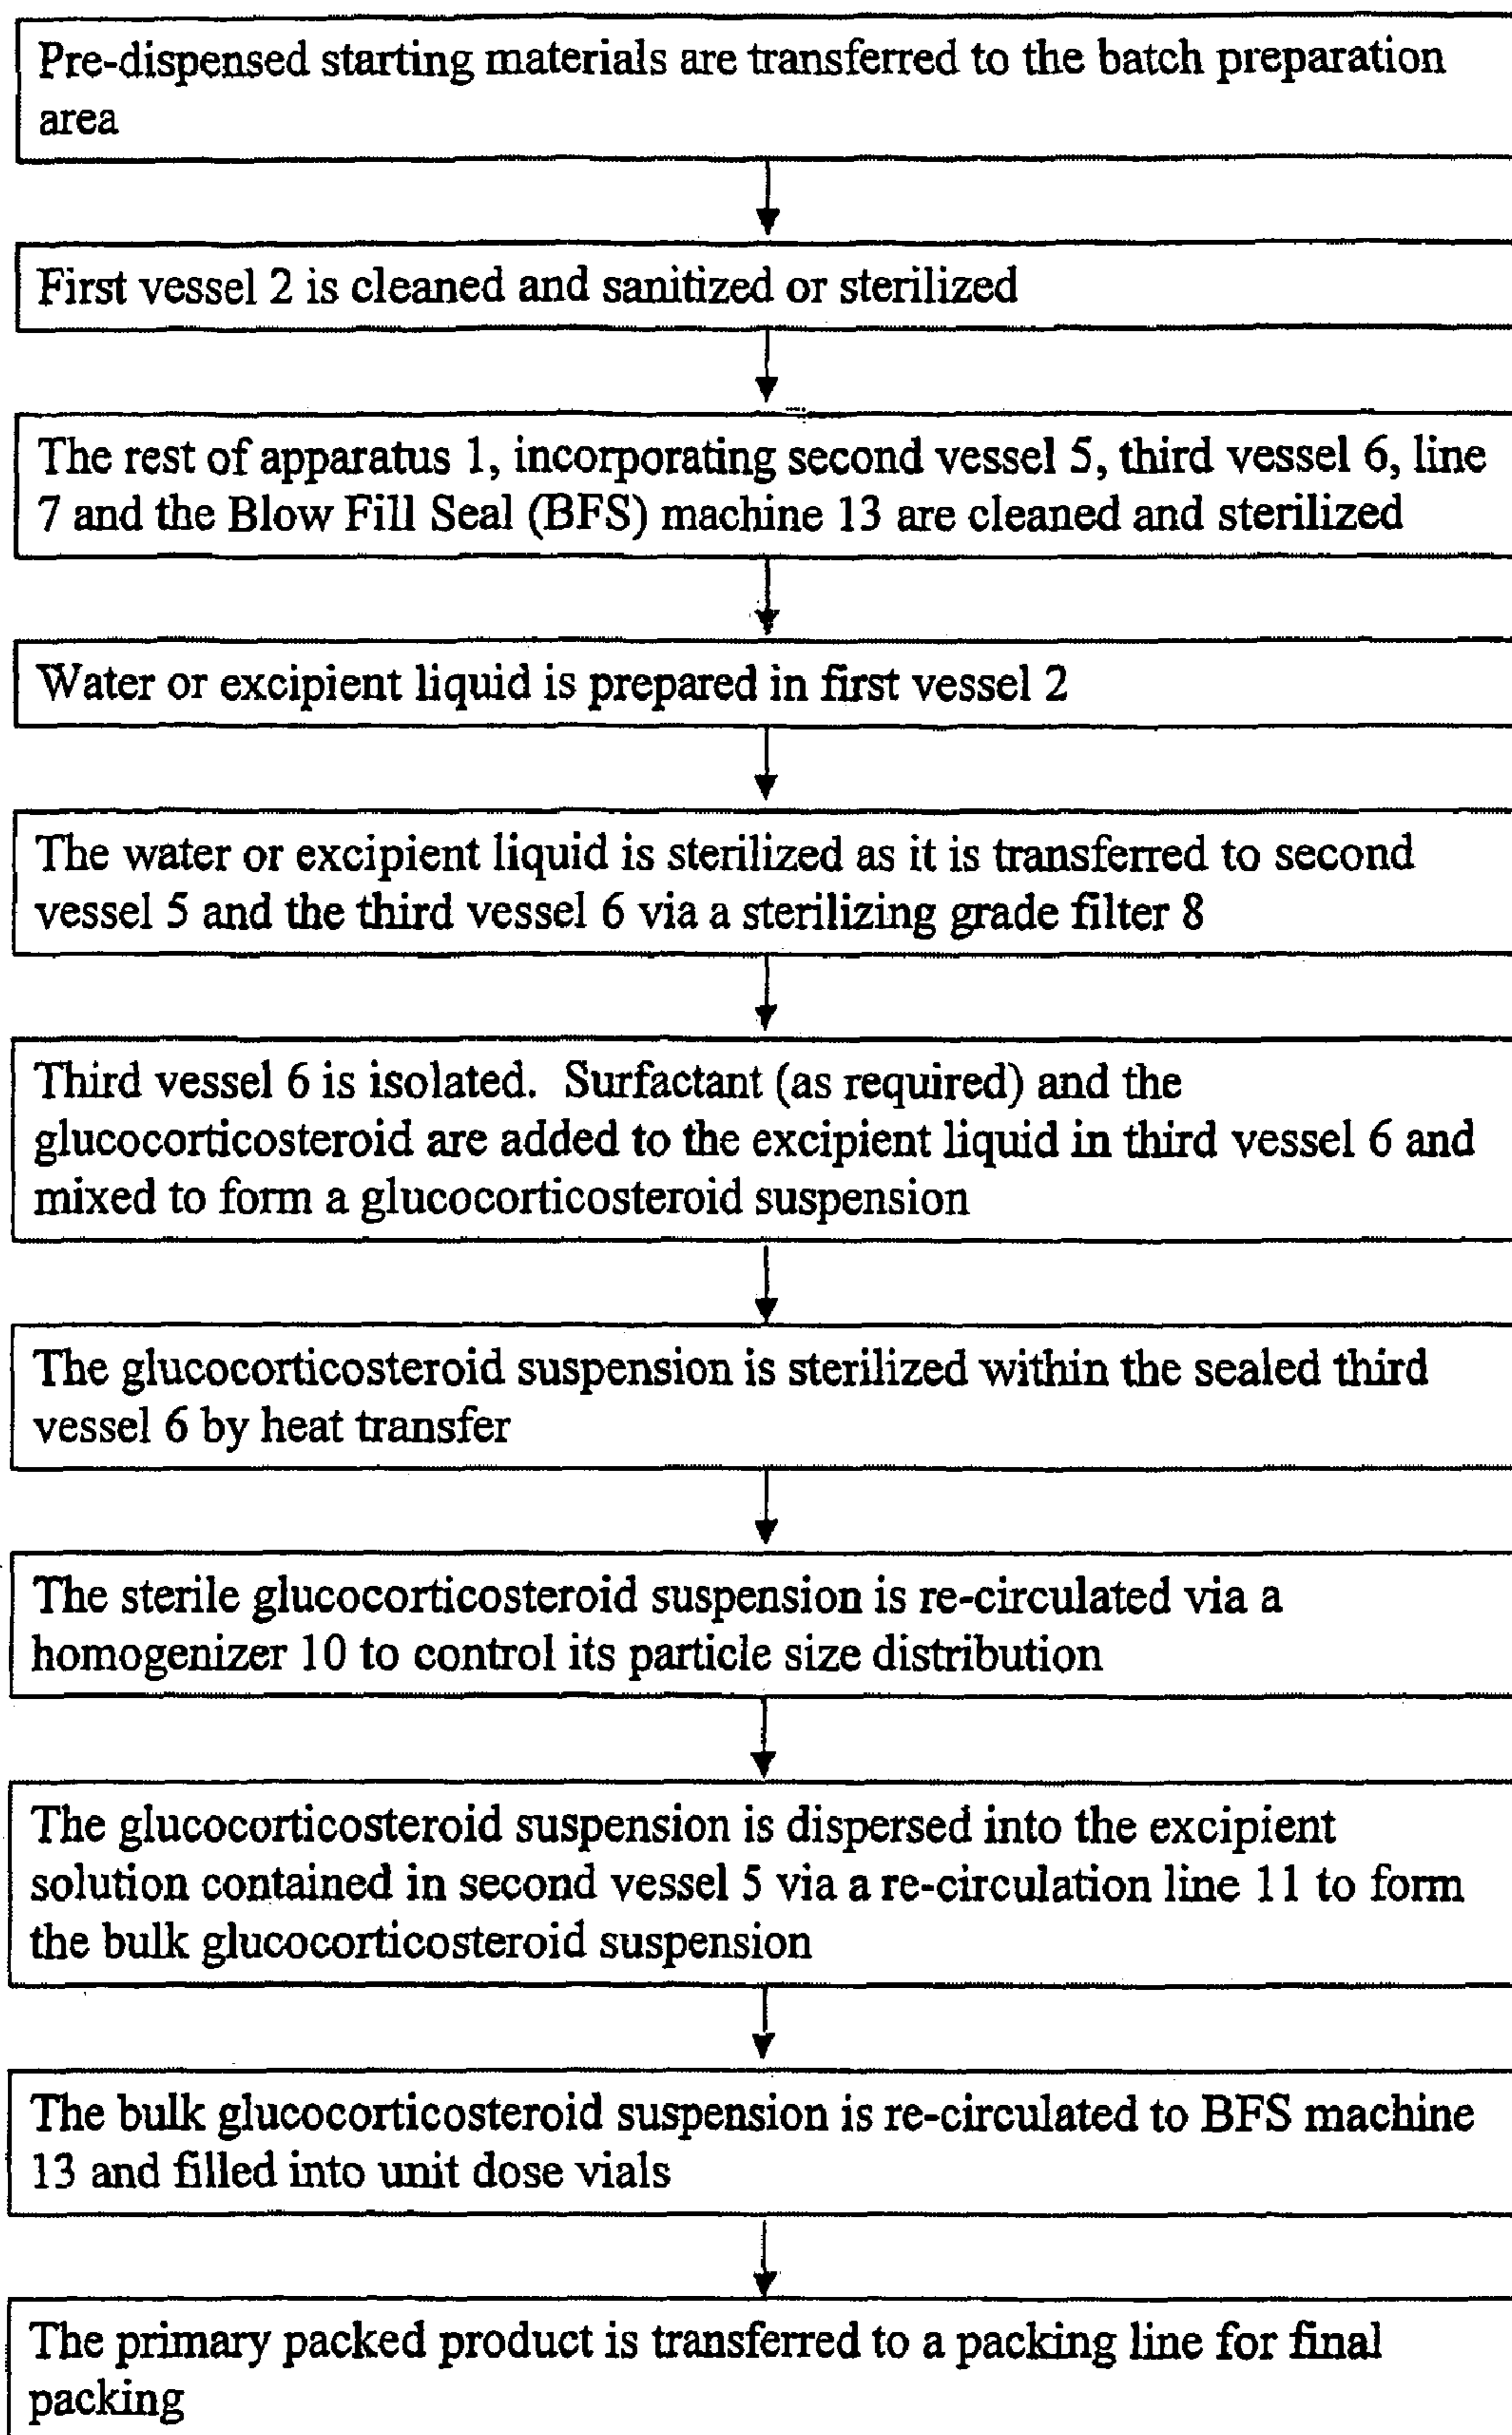 Pre-dispensed starting materials are transferred to the batch preparation
area
First vessel 2 is cleaned and sanitized or sterilized
The rest of apparatus 1, incorporating second vessel 5, third vessel 6, line
7 and the Blow Fill Seal (BFS) machine 13 are cleaned and sterilized
Water or excipient liquid is prepared in first vessel 2
The water or excipient liquid is sterilized as it is transferred to second
vessel 5 and the third vessel 6 via a sterilizing grade filter 8
Third vessel 6 is isolated. Surfactant (as required) and the
glucocorticosteroid are added to the excipient liquid in third vessel 6 and
mixed to form a glucocorticosteroid suspension
The glucocorticosteroid suspension is sterilized within the sealed third
vessel 6 by heat transfer
The sterile glucocorticosteroid suspension is re-circulated via a
homogenizer 10 to control its particle size distribution
The glucocorticosteroid suspension is dispersed into the excipient
solution contained in second vessel 5 via a re-circulation line 11 to form
the bulk glucocorticosteroid suspension
The bulk glucocorticosteroid suspension is re-circulated to BFS machine
13 and filled into unit dose vials
The primary packed product is transferred to a packing line for final
packing